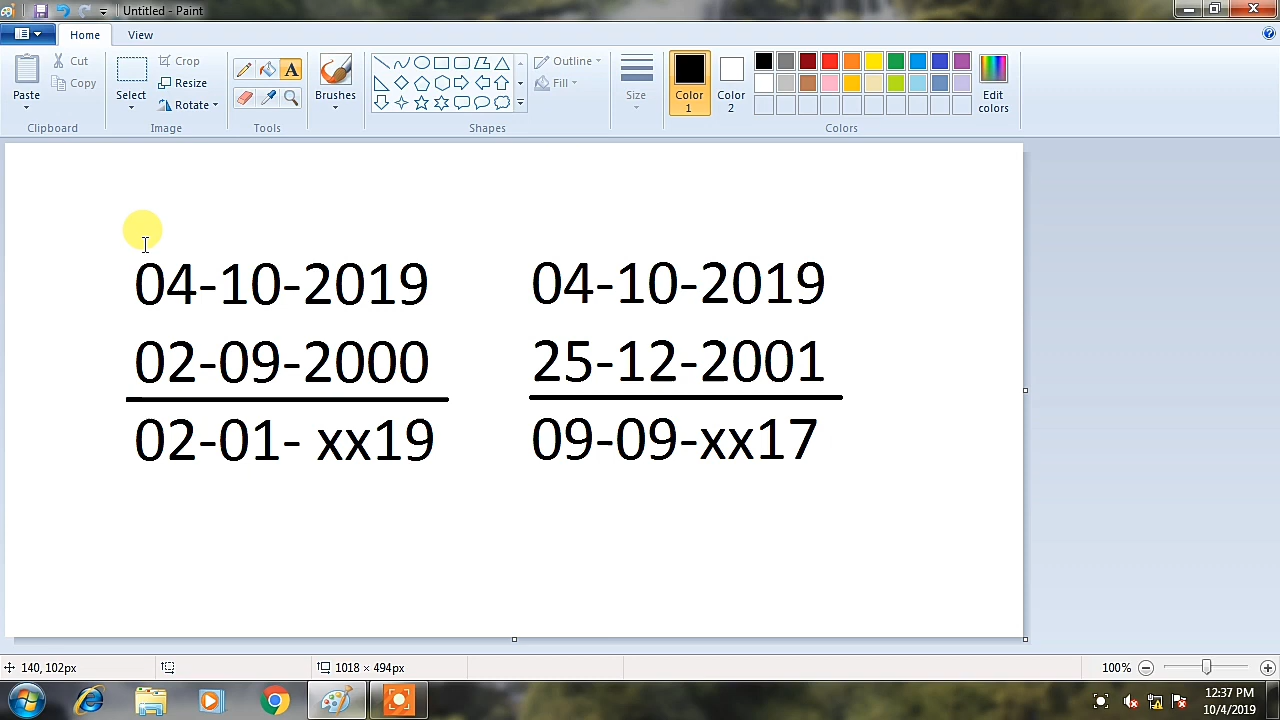 Untitled - Paint
Home View
Paste
Cut
Copy
Clipboard
Select
Crop
Resize
Rotate
Image
A
Tools
Brushes
Shapes
Outline
Fill
Size
Color 1
Color 2
Edit colors
Colors
04-10-2019
02-09-2000
02-01- xx19
04-10-2019
25-12-2001
09-09-xx17
140, 102px
1018 × 494px
100%
12:37 PM
10/4/2019